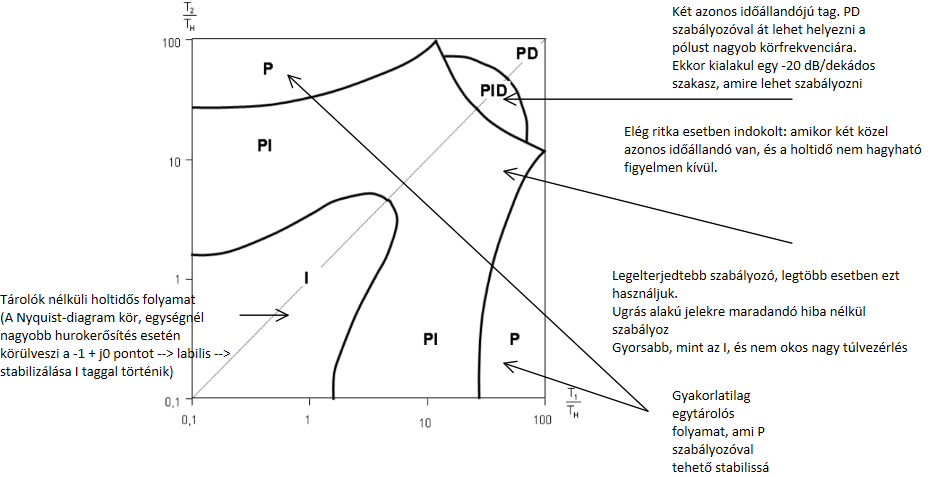 T₂
T_H
100
10
1
0,1
0,1
1
10
100
T₁
T_H
P
PI
I
PI
P
PID
PD
Két azonos időállandójú tag. PD
szabályozóval át lehet helyezni a
pólust nagyob körfrekvenciára.
Ekkor kialakul egy -20 dB/dekádos
szakasz, amire lehet szabályozni
Elég ritka esetben indokolt: amikor két közel
azonos időállandó van, és a holtidő nem hagyható
figyelmen kívül.
Legelterjedtebb szabályozó, legtöbb esetben ezt
használjuk.
Ugrás alakú jelekre maradandó hiba nélkül
szabályoz
Gyorsabb, mint az I, és nem okos nagy túlvezérlés
Gyakorlatilag
egytárolós
folyamat, ami P
szabályozóval
tehető stabilissá
Tárolók nélküli holtidős folyamat
(A Nyquist-diagram kör, egységnél
nagyobb hurokerősítés esetén
körülveszi a -1 + j0 pontot --> labilis -->
stabilizálása I taggal történik)